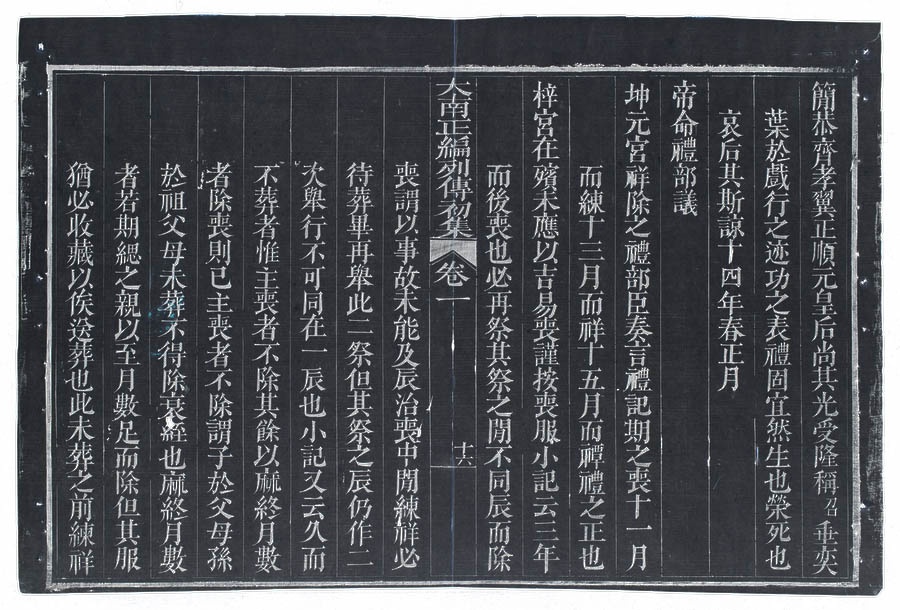 簡恭齊孝翼正順元皇后尚其光受隆稱召垂奕
葉於戲行之迹功之表禮固宜然生也榮死也
哀后其斯諒十四年春正月
帝命禮部議
坤元宮祥除之禮部臣奏言禮記期之喪十一月
而練十三月而祥十五月而禫禮之正也
梓宮在殯未應以吉易喪謹按喪服小記云三年
而後喪也必再祭其祭之閒不同辰而除
大南正編列傳初集 卷一 十六
喪謂以事故未能及辰治喪中閒練祥必
待葬畢再舉此二祭但其祭之辰仍作二
次舉行不可同在一辰也小記又云久而
不葬者惟主喪者不除其餘以麻終月數
者除喪則已主喪者不除謂子於父母孫
於祖父母未葬不得除衰絰也麻終月數
者若期緦之親以至月數足而除但其服
猶必收藏以俟送葬也此未葬之前練祥